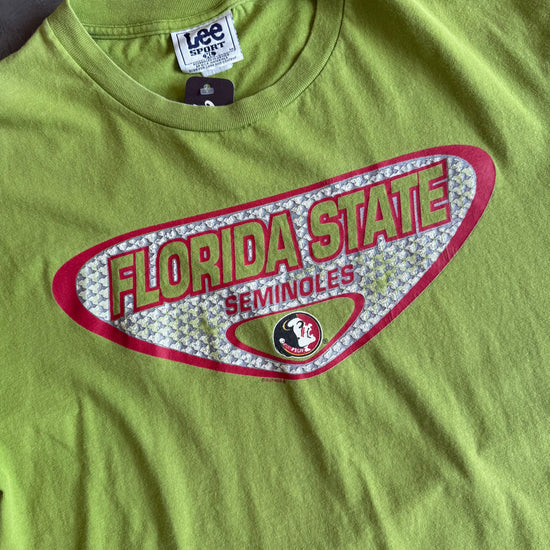 Lee
SPORT
FLORIDA STATE
SEMINOLES